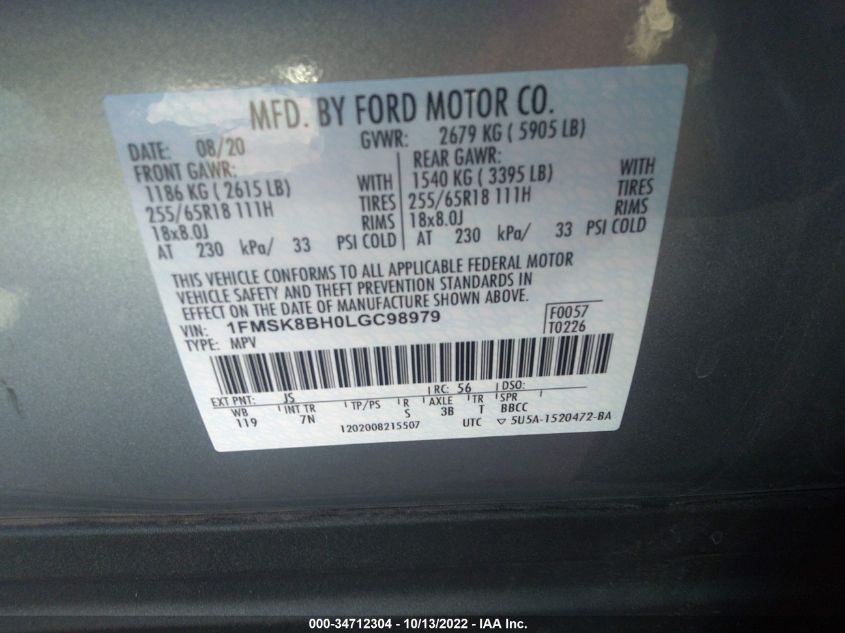 MFD. BY FORD MOTOR CO.
DATE: 08/20 GVWR: 2679 KG ( 5905 LB)
FRONT GAWR: REAR GAWR:
1186 KG ( 2615 LB) WITH 1540 KG ( 3395 LB) WITH
255/65R18 111H TIRES 255/65R18 111H TIRES
18x8.0J RIMS 18x8.0J RIMS
AT 230 kPa/ 33 PSI COLD AT 230 kPa/ 33 PSI COLD
THIS VEHICLE CONFORMS TO ALL APPLICABLE FEDERAL MOTOR
VEHICLE SAFETY AND THEFT PREVENTION STANDARDS IN
EFFECT ON THE DATE OF MANUFACTURE SHOWN ABOVE.
VIN: 1FMSK8BH0LGC98979 F0057
TYPE: MPV T0226
EXT PNT: JS RC: 56 DSO:
WB INT TR TP/PS R AXLE TR SPR
119 7N S 3B T BBCC
1202008215507 UTC ▽ 5U5A-1520472-BA
000-34712304 - 10/13/2022 - IAA Inc.